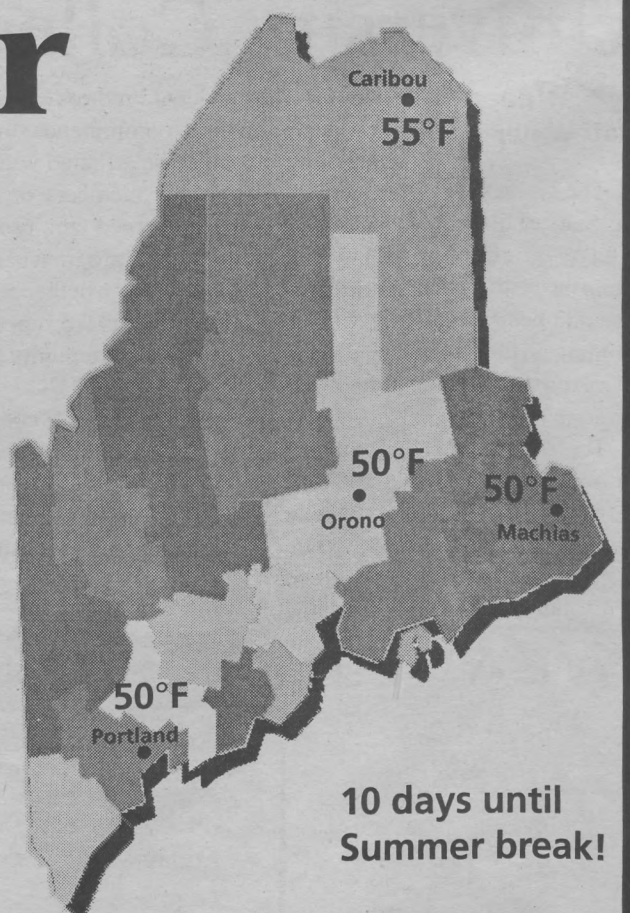 r
Caribou
55°F
50°F
Orono
50°F
Machias
50°F
Portland
10 days until
Summer break!